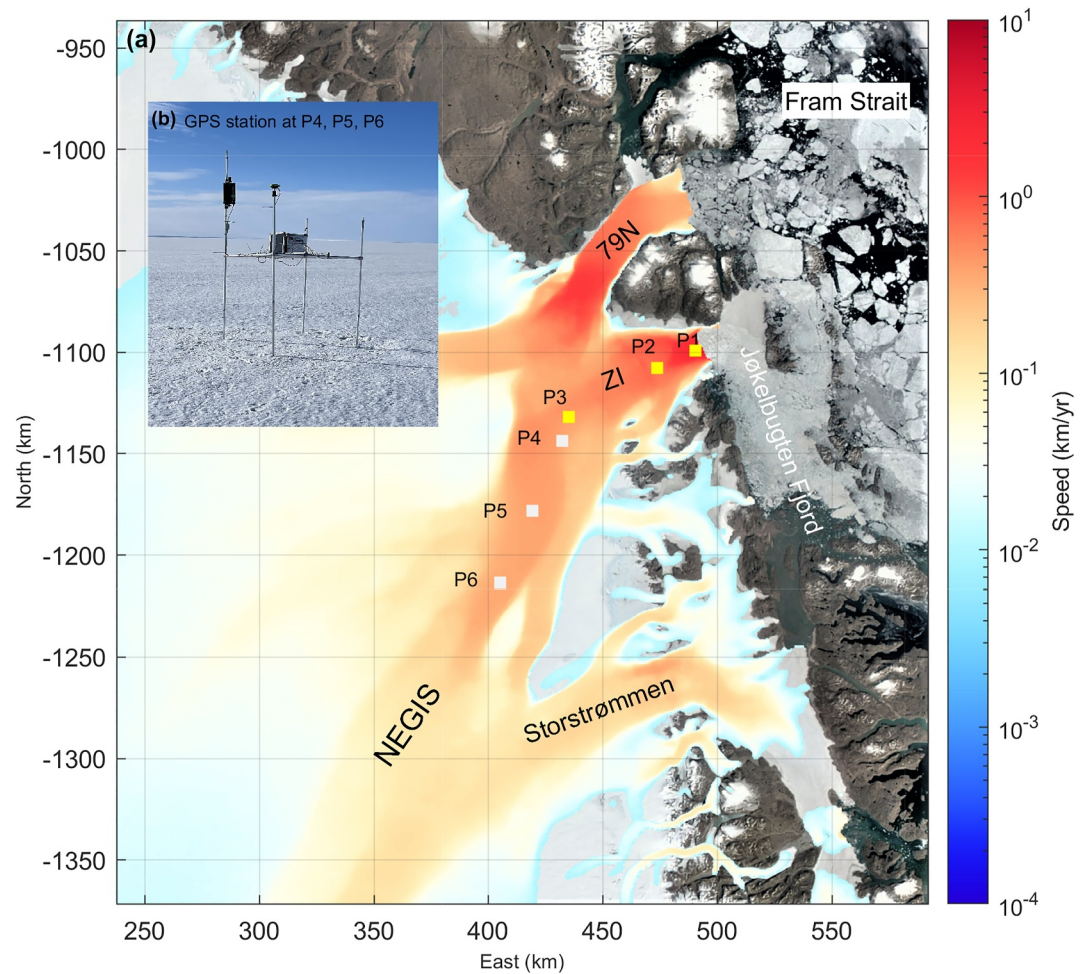 (a)
Fram Strait
(b) GPS station at P4, P5, P6
79N
P1
P2
ZI
P3
P4
P5
P6
Jøkelbugten Fjord
NEGIS
Storstrømmen
-950
-1000
-1050
-1100
-1150
-1200
-1250
-1300
-1350
North (km)
250
300
350
400
450
500
550
East (km)
10^1
10^0
10^-1
10^-2
10^-3
10^-4
Speed (km/yr)